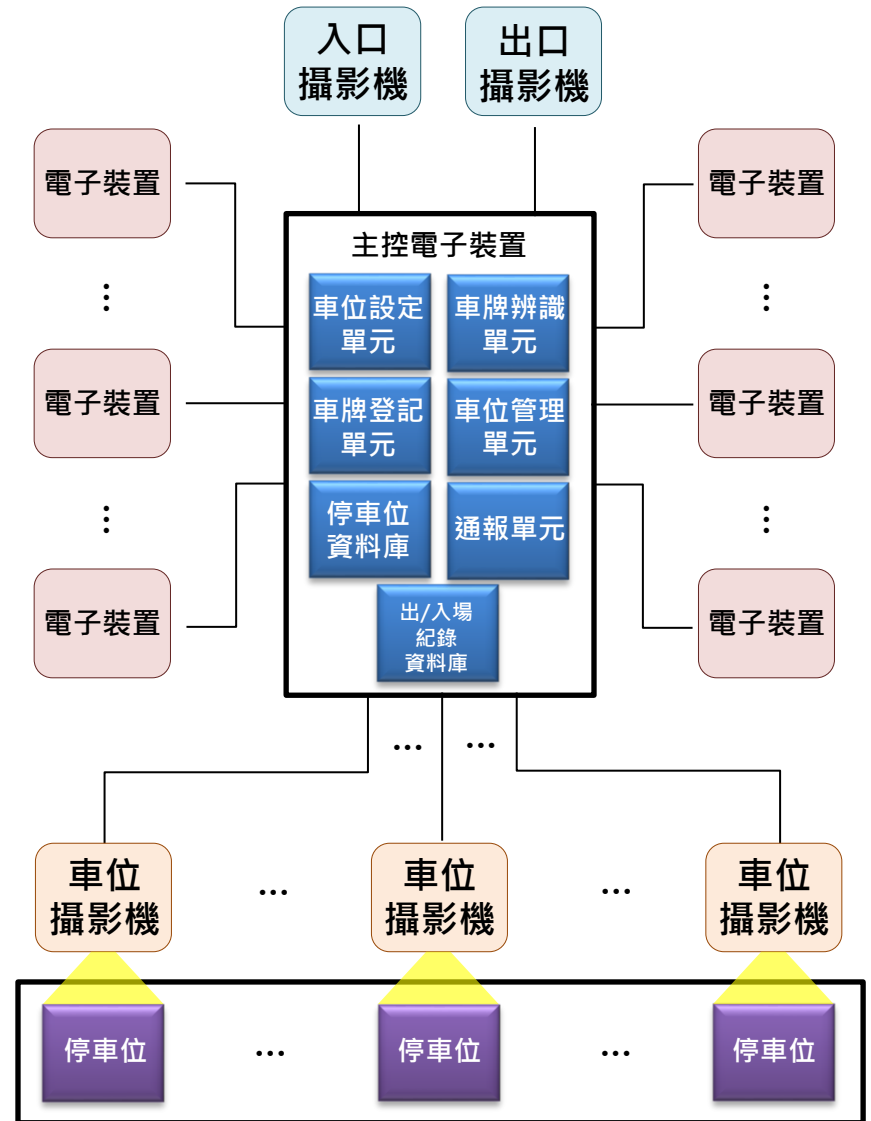 入口
攝影機
出口
攝影機
電子裝置
電子裝置
主控電子裝置
車位設定
單元
車牌辨識
單元
電子裝置
電子裝置
車牌登記
單元
車位管理
單元
停車位
資料庫
通報單元
電子裝置
電子裝置
出/入場
紀錄
資料庫
...
...
車位
攝影機
...
車位
攝影機
...
車位
攝影機
停車位
...
停車位
...
停車位